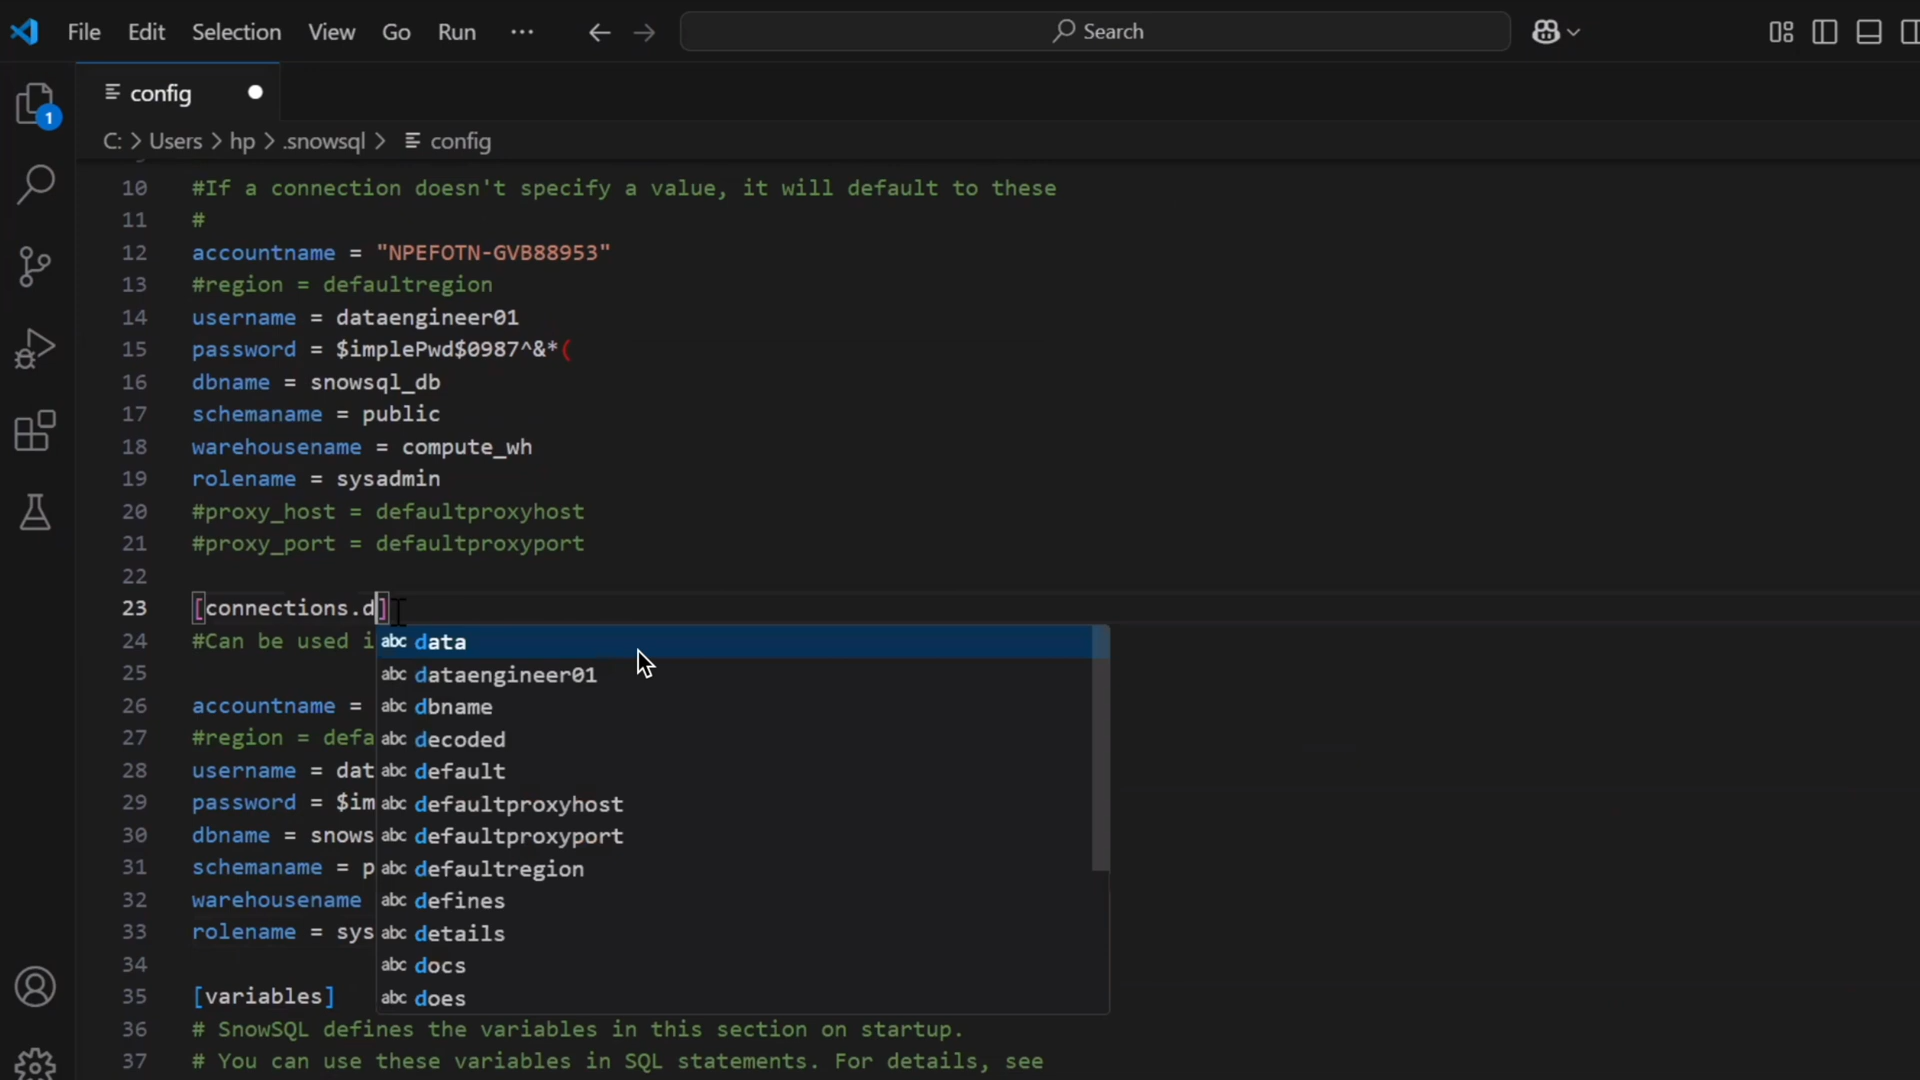 File Edit Selection View Go Run ... Search
1
config
C: > Users > hp > .snowsql > config
10 #If a connection doesn't specify a value, it will default to these
11 #
12 accountname = "NPEFOTN-GVB88953"
13 #region = defaultregion
14 username = dataengineer01
15 password = $implePwd$0987^&*(
16 dbname = snowsql_db
17 schemaname = public
18 warehousename = compute_wh
19 rolename = sysadmin
20 #proxy_host = defaultproxyhost
21 #proxy_port = defaultproxyport
22
23 [connections.d]
24 #Can be used i abc data
25 abc dataengineer01
26 accountname = abc dbname
27 #region = defa abc decoded
28 username = dat abc default
29 password = $im abc defaultproxyhost
30 dbname = snows abc defaultproxyport
31 schemaname = p abc defaultregion
32 warehousename abc defines
33 rolename = sys abc details
34 abc docs
35 [variables] abc does
36 # SnowSQL defines the variables in this section on startup.
37 # You can use these variables in SQL statements. For details, see